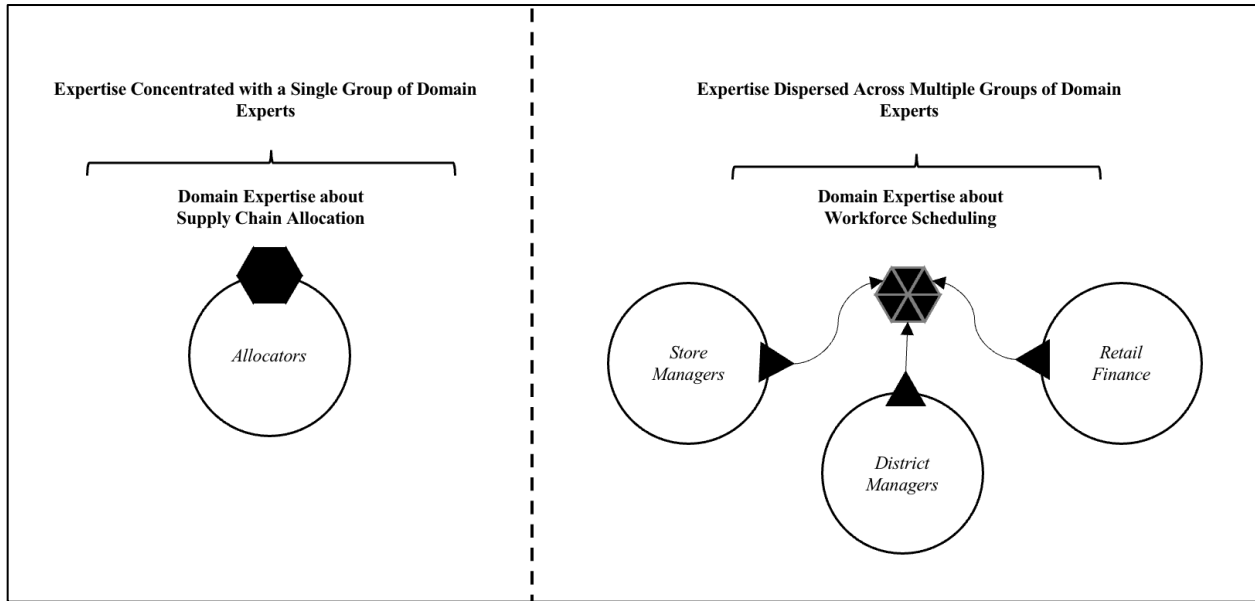 Expertise Concentrated with a Single Group of Domain
Experts
Domain Expertise about
Supply Chain Allocation
Allocators
Expertise Dispersed Across Multiple Groups of Domain
Experts
Domain Expertise about
Workforce Scheduling
Store
Managers
District
Managers
Retail
Finance